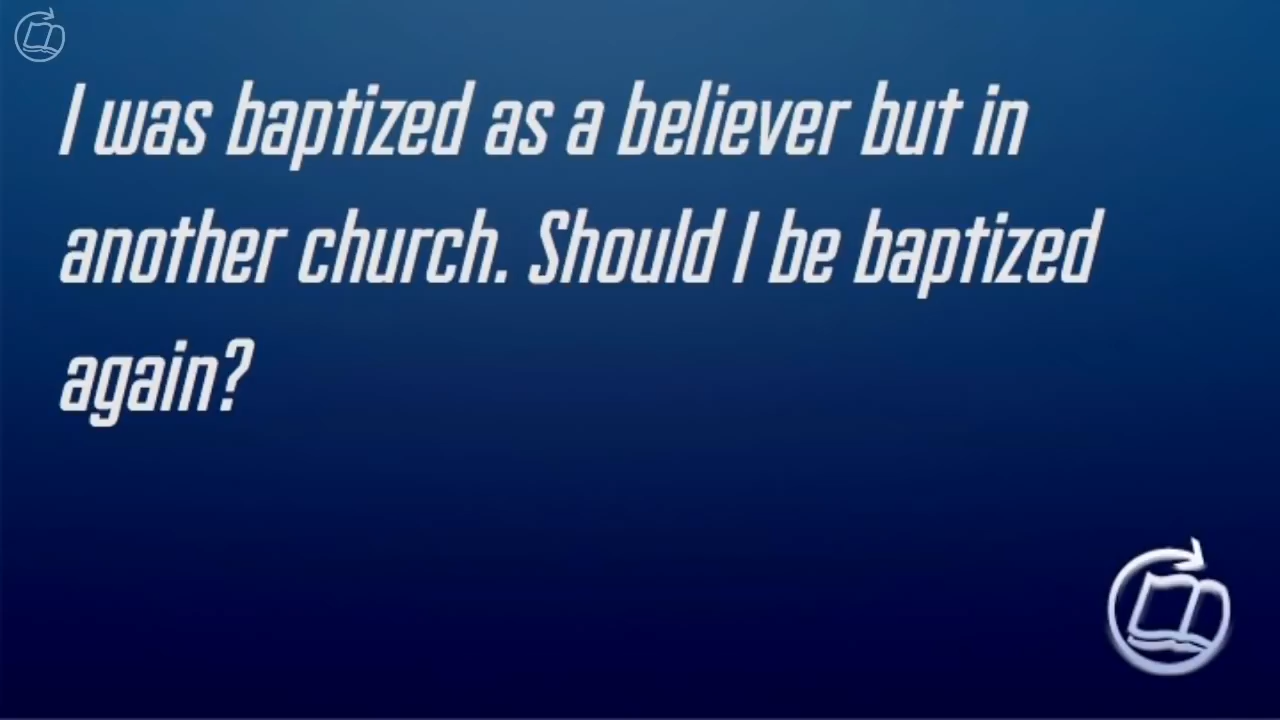 I was baptized as a believer but in
another church. Should I be baptized
again?